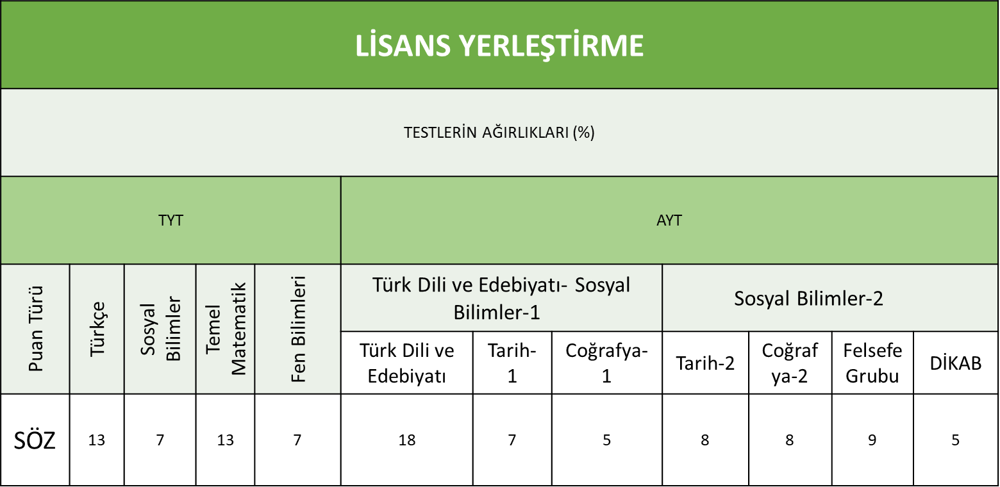 LİSANS YERLEŞTİRME
TESTLERİN AĞIRLIKLARI (%)
TYT
AYT
Puan Türü
Türkçe
Sosyal
Bilimler
Temel
Matematik
Fen Bilimleri
Türk Dili ve Edebiyatı- Sosyal
Bilimler-1
Sosyal Bilimler-2
Türk Dili ve
Edebiyatı
Tarih-
1
Coğrafya-
1
Tarih-2
Coğraf
ya-2
Felsefe
Grubu
DİKAB
SÖZ
13
7
13
7
18
7
5
8
8
9
5